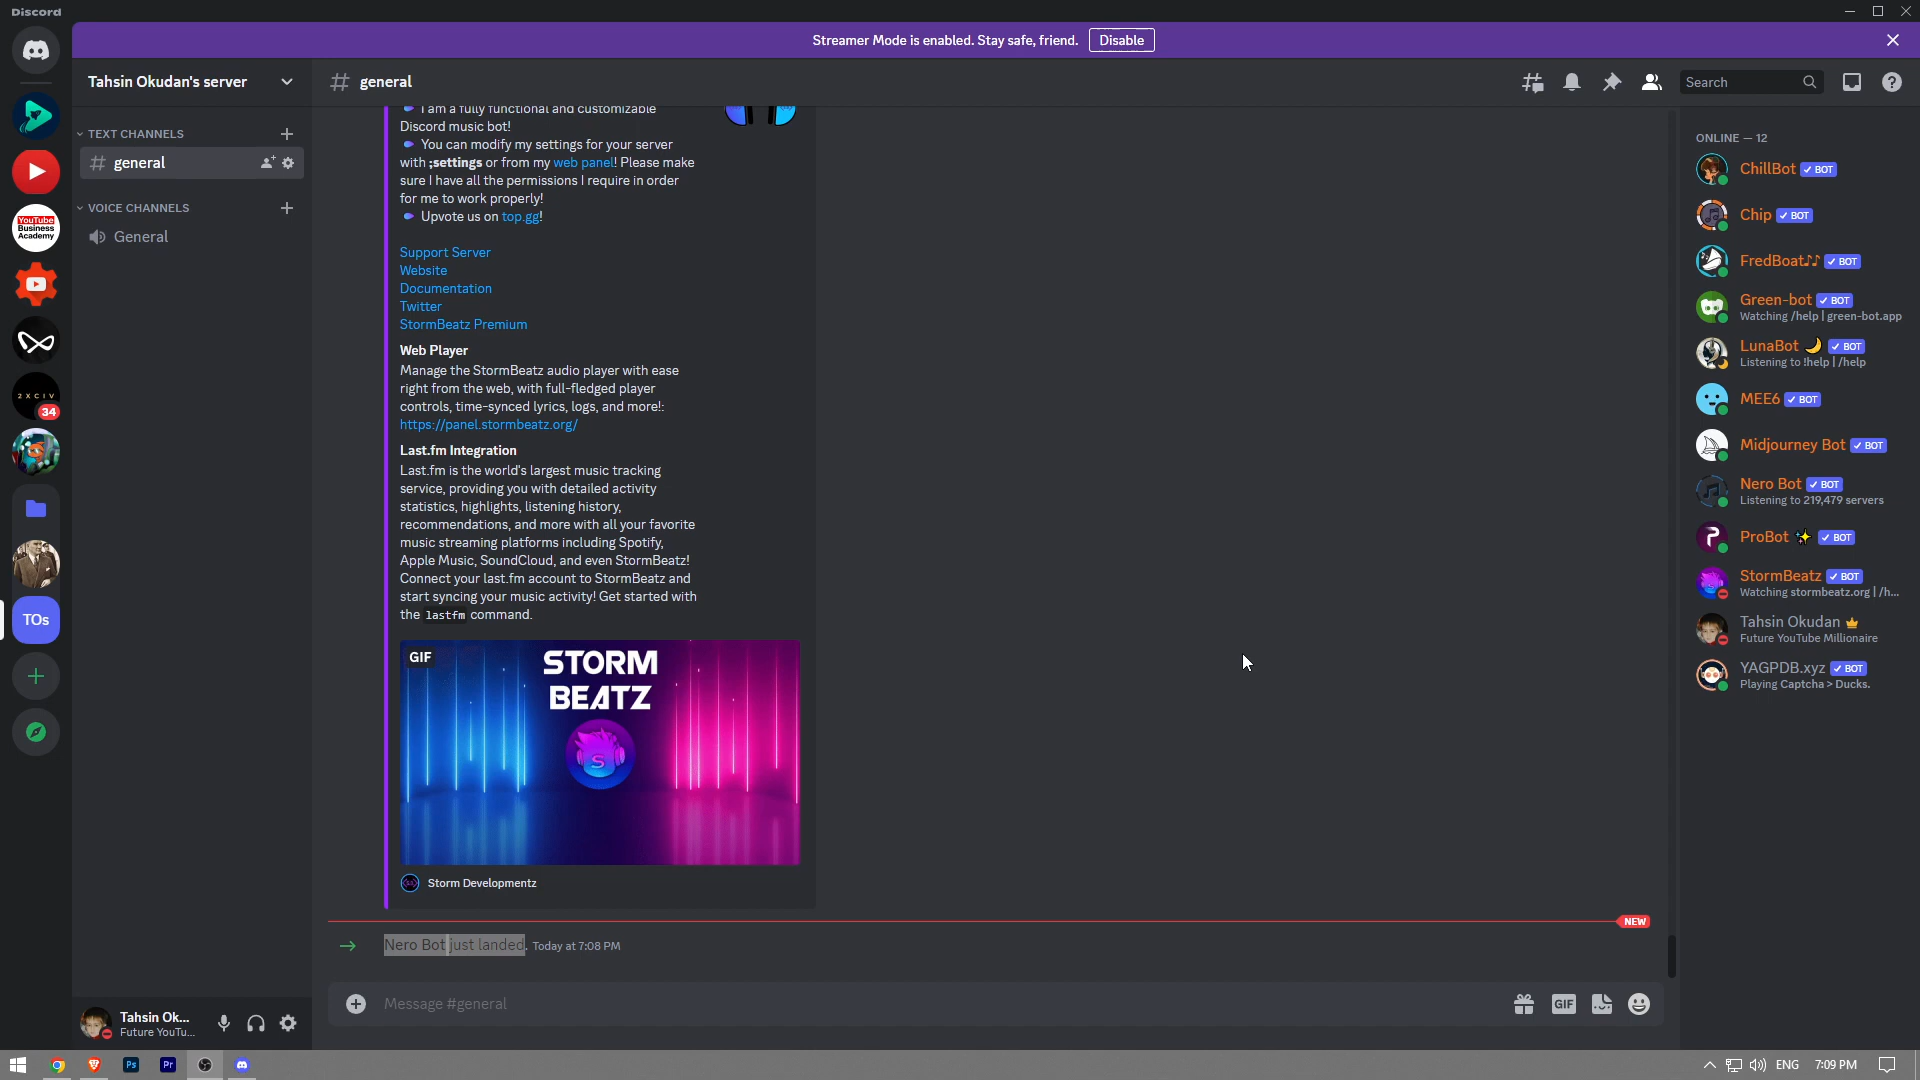 Discord
Streamer Mode is enabled. Stay safe, friend.
Disable
Tahsin Okudan's server
general
Search
TEXT CHANNELS
general
VOICE CHANNELS
General
YouTube
Business
Academy
2XCIV
34
TOs
I am a fully functional and customizable
Discord music bot!
You can modify my settings for your server
with ;settings or from my web panel! Please make
sure I have all the permissions I require in order
for me to work properly!
Upvote us on top.gg!
Support Server
Website
Documentation
Twitter
StormBeatz Premium
Web Player
Manage the StormBeatz audio player with ease
right from the web, with full-fledged player
controls, time-synced lyrics, logs, and more!:
https://panel.stormbeatz.org/
Last.fm Integration
Last.fm is the world's largest music tracking
service, providing you with detailed activity
statistics, highlights, listening history,
recommendations, and more with all your favorite
music streaming platforms including Spotify,
Apple Music, SoundCloud, and even StormBeatz!
Connect your last.fm account to StormBeatz and
start syncing your music activity! Get started with
the lastfm command.
GIF
STORM
BEATZ
S
Storm Developmentz
NEW
Nero Bot just landed. Today at 7:08 PM
Message #general
GIF
ONLINE — 12
ChillBot BOT
Chip BOT
FredBoat♪♪ BOT
Green-bot BOT
Watching /help | green-bot.app
LunaBot 🌙 BOT
Listening to !help | /help
MEE6 BOT
Midjourney Bot BOT
Nero Bot BOT
Listening to 219,479 servers
ProBot ✨ BOT
StormBeatz BOT
Watching stormbeatz.org | /h...
Tahsin Okudan
Future YouTube Millionaire
YAGPDB.xyz BOT
Playing Captcha > Ducks.
Tahsin Ok...
Future YouTu...
Ps
Pr
ENG
7:09 PM